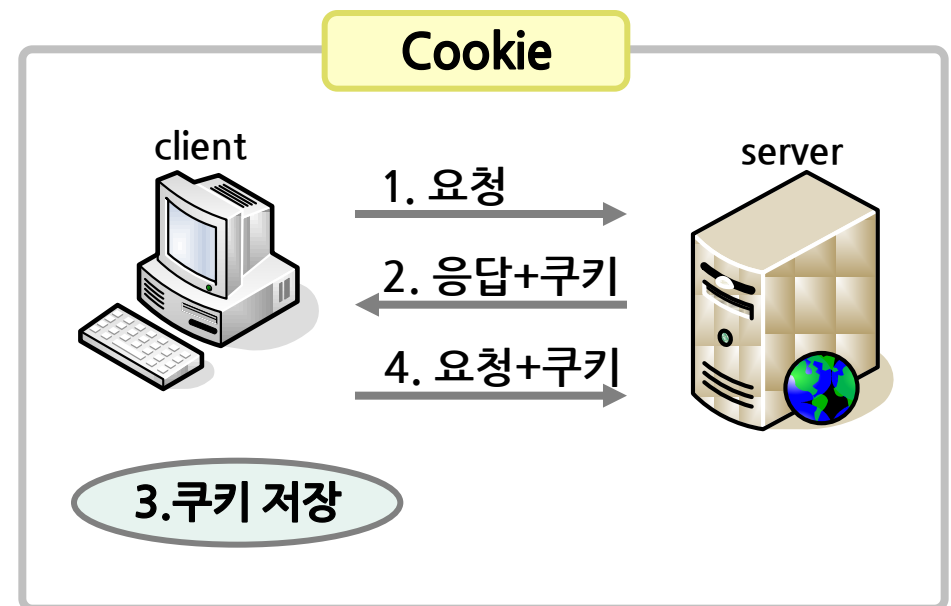 Cookie
client
server
1. 요청
2. 응답+쿠키
4. 요청+쿠키
3.쿠키 저장